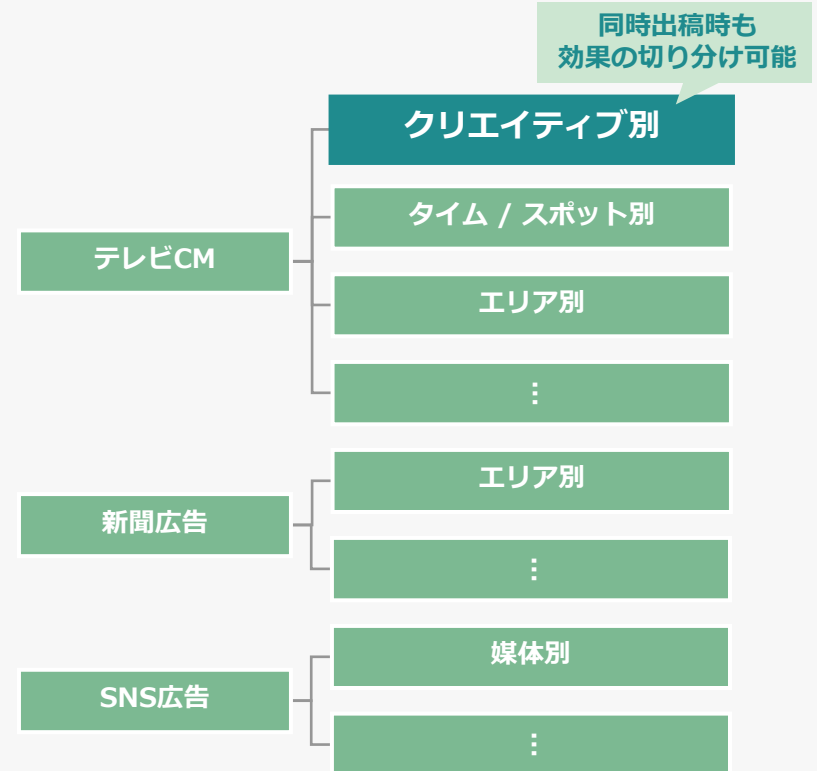 同時出稿時も
効果の切り分け可能
クリエイティブ別
タイム / スポット別
テレビCM
エリア別
⋮
エリア別
新聞広告
⋮
媒体別
SNS広告
⋮